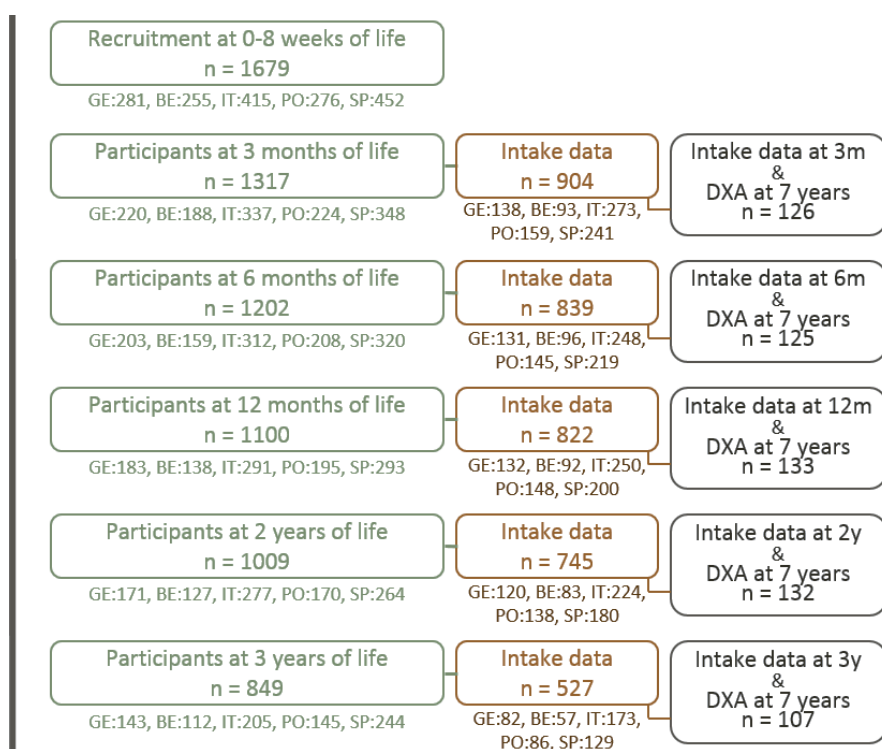 Recruitment at 0-8 weeks of life
n = 1679
GE:281, BE:255, IT:415, PO:276, SP:452
Participants at 3 months of life
n = 1317
GE:220, BE:188, IT:337, PO:224, SP:348
Intake data
n = 904
GE:138, BE:93, IT:273,
PO:159, SP:241
Intake data at 3m
&
DXA at 7 years
n = 126
Participants at 6 months of life
n = 1202
GE:203, BE:159, IT:312, PO:208, SP:320
Intake data
n = 839
GE:131, BE:96, IT:248,
PO:145, SP:219
Intake data at 6m
&
DXA at 7 years
n = 125
Participants at 12 months of life
n = 1100
GE:183, BE:138, IT:291, PO:195, SP:293
Intake data
n = 822
GE:132, BE:92, IT:250,
PO:148, SP:200
Intake data at 12m
&
DXA at 7 years
n = 133
Participants at 2 years of life
n = 1009
GE:171, BE:127, IT:277, PO:170, SP:264
Intake data
n = 745
GE:120, BE:83, IT:224,
PO:138, SP:180
Intake data at 2y
&
DXA at 7 years
n = 132
Participants at 3 years of life
n = 849
GE:143, BE:112, IT:205, PO:145, SP:244
Intake data
n = 527
GE:82, BE:57, IT:173,
PO:86, SP:129
Intake data at 3y
&
DXA at 7 years
n = 107